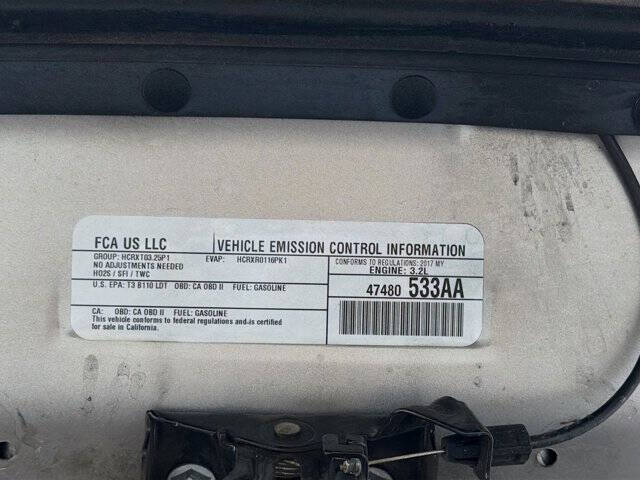 FCA US LLC
VEHICLE EMISSION CONTROL INFORMATION
GROUP: HCRXT03.25P1 EVAP: HCRXR0116PK1
NO ADJUSTMENTS NEEDED
HO2S / SFI / TWC
CONFORMS TO REGULATIONS: 2017 MY
ENGINE: 3.2L
U.S. EPA: T3 B110 LDT OBD: CA OBD II FUEL: GASOLINE
47480 533AA
CA: OBD: CA OBD II FUEL: GASOLINE
This vehicle conforms to federal regulations and-is certified
for sale in California.